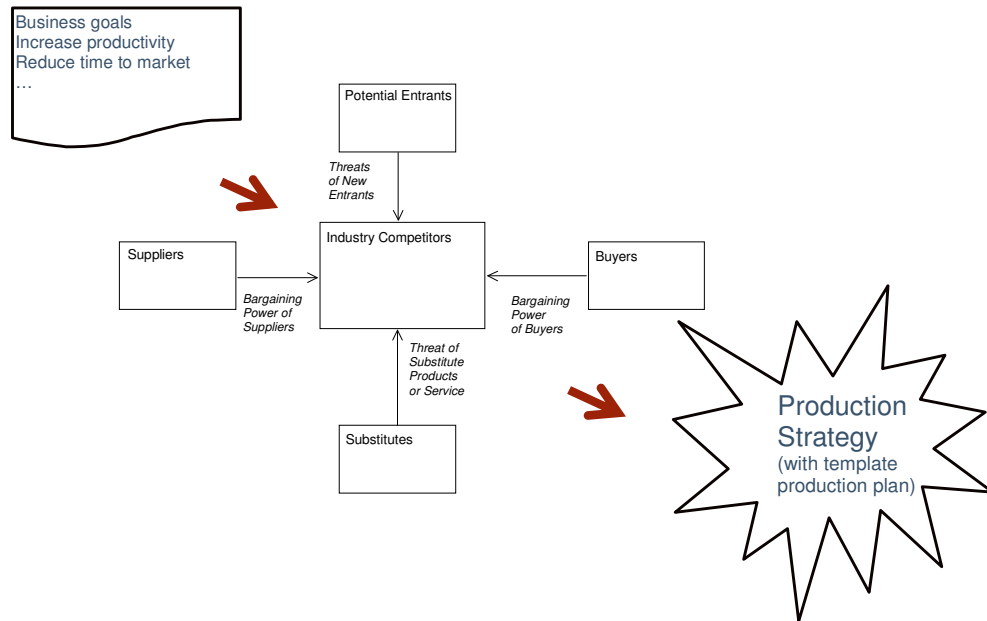 Business goals
Increase productivity
Reduce time to market
…
Potential Entrants
Threats
of New
Entrants
Industry Competitors
Suppliers
Buyers
Bargaining
Power of
Suppliers
Bargaining
Power
of Buyers
Threat of
Substitute
Products
or Service
Substitutes
Production
Strategy
(with template
production plan)